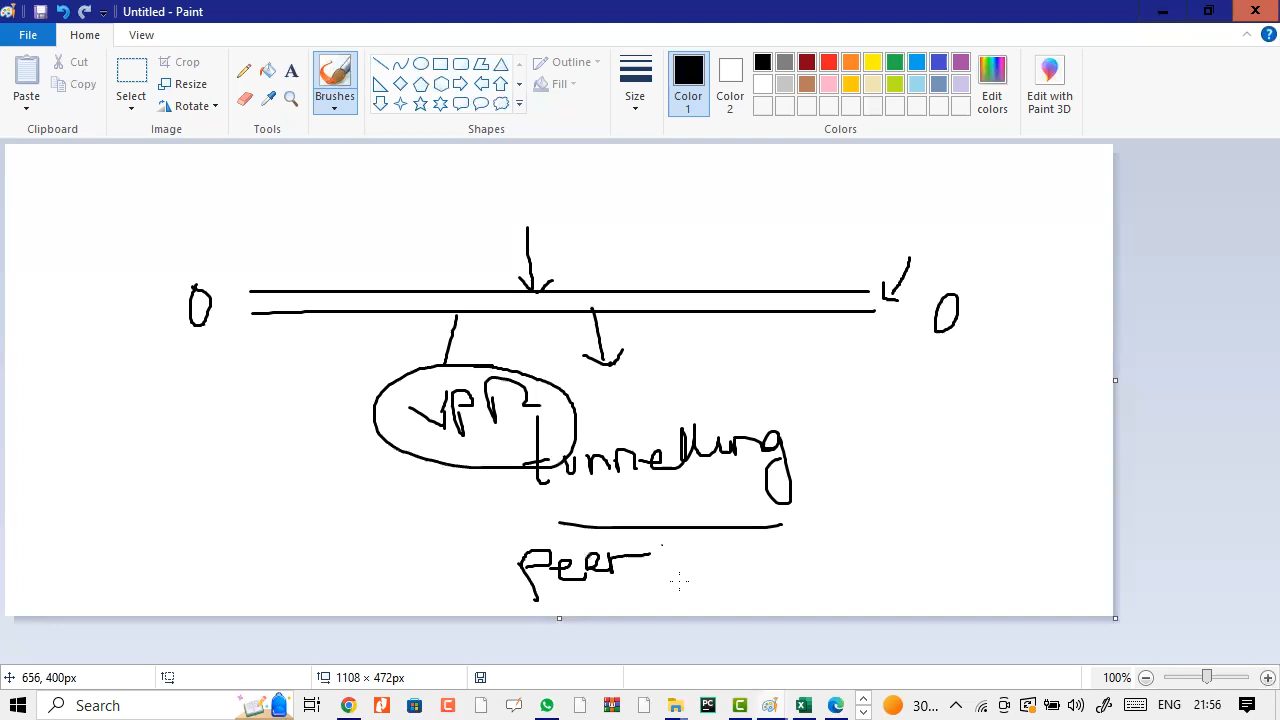 Untitled - Paint
File Home View
Paste Cut Copy Select Crop Resize Rotate Brushes Outline Fill Size Color 1 Color 2 Edit colors Edit with Paint 3D
Clipboard Image Tools Shapes Colors
0 0
VPN
tunnelling
peer
656, 400px 1108 × 472px 100%
Search 30... ENG 21:56